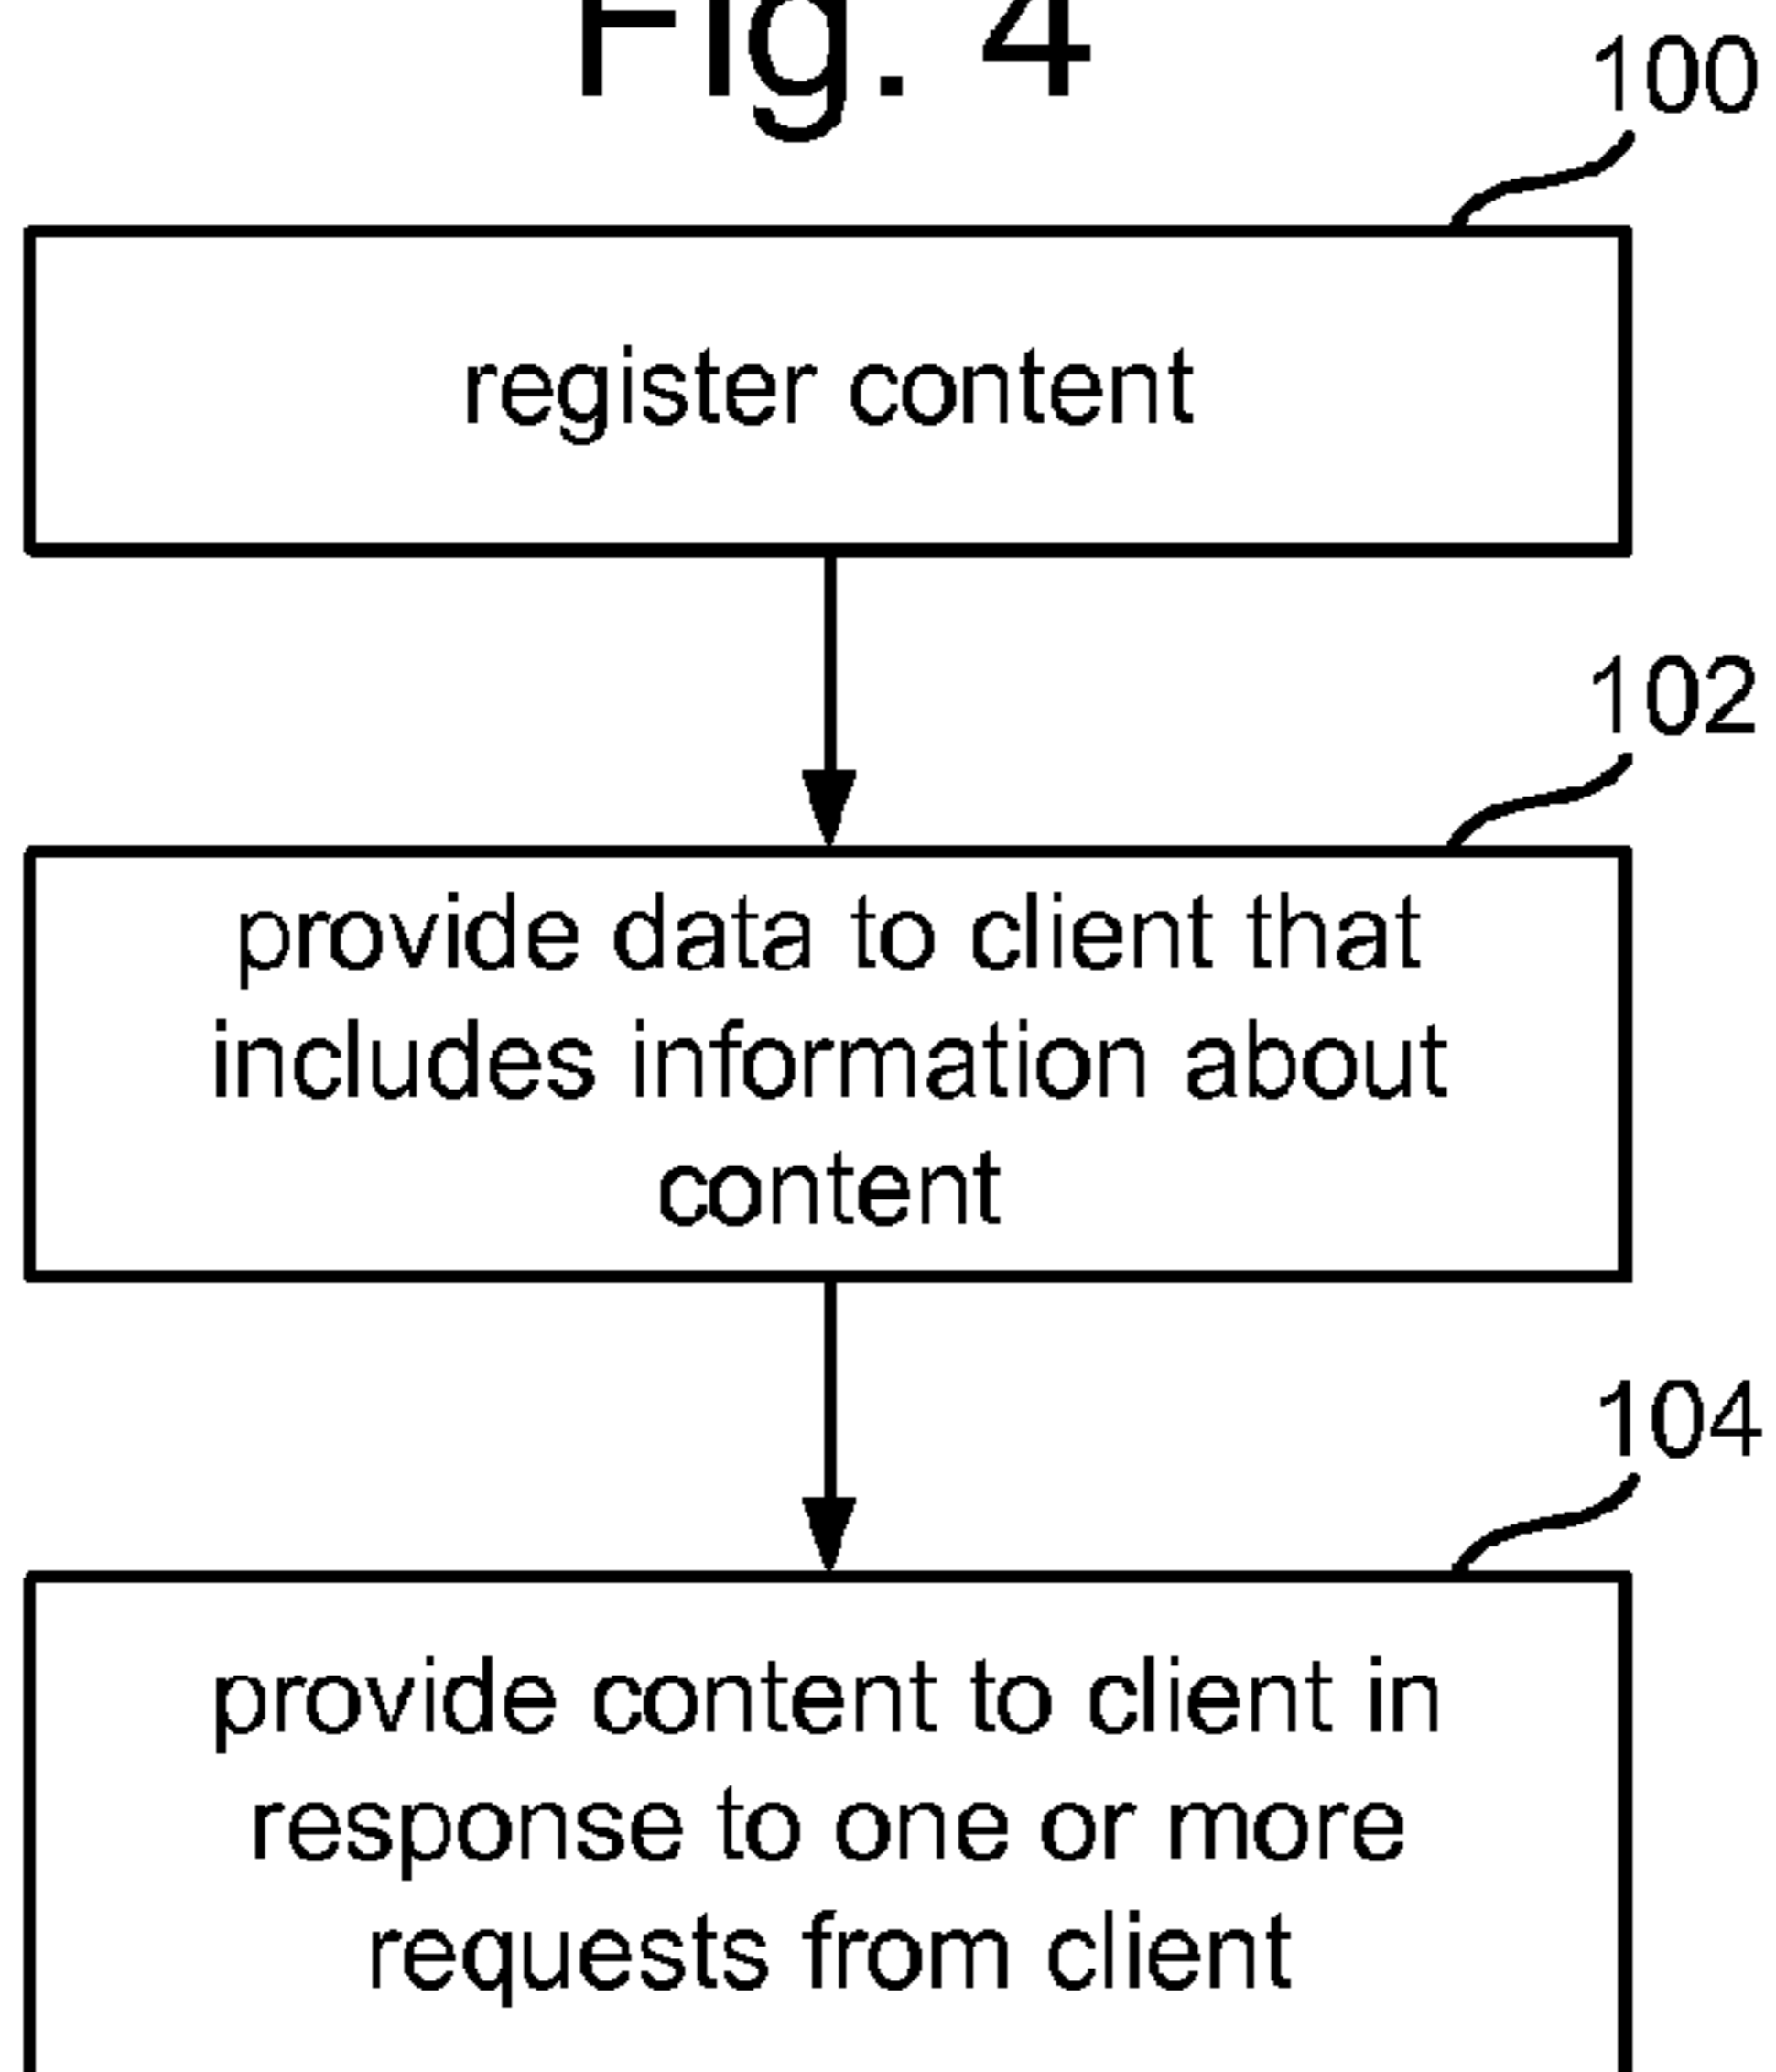 Fig. 4
100
register content
102
provide data to client that
includes information about
content
104
provide content to client in
response to one or more
requests from client